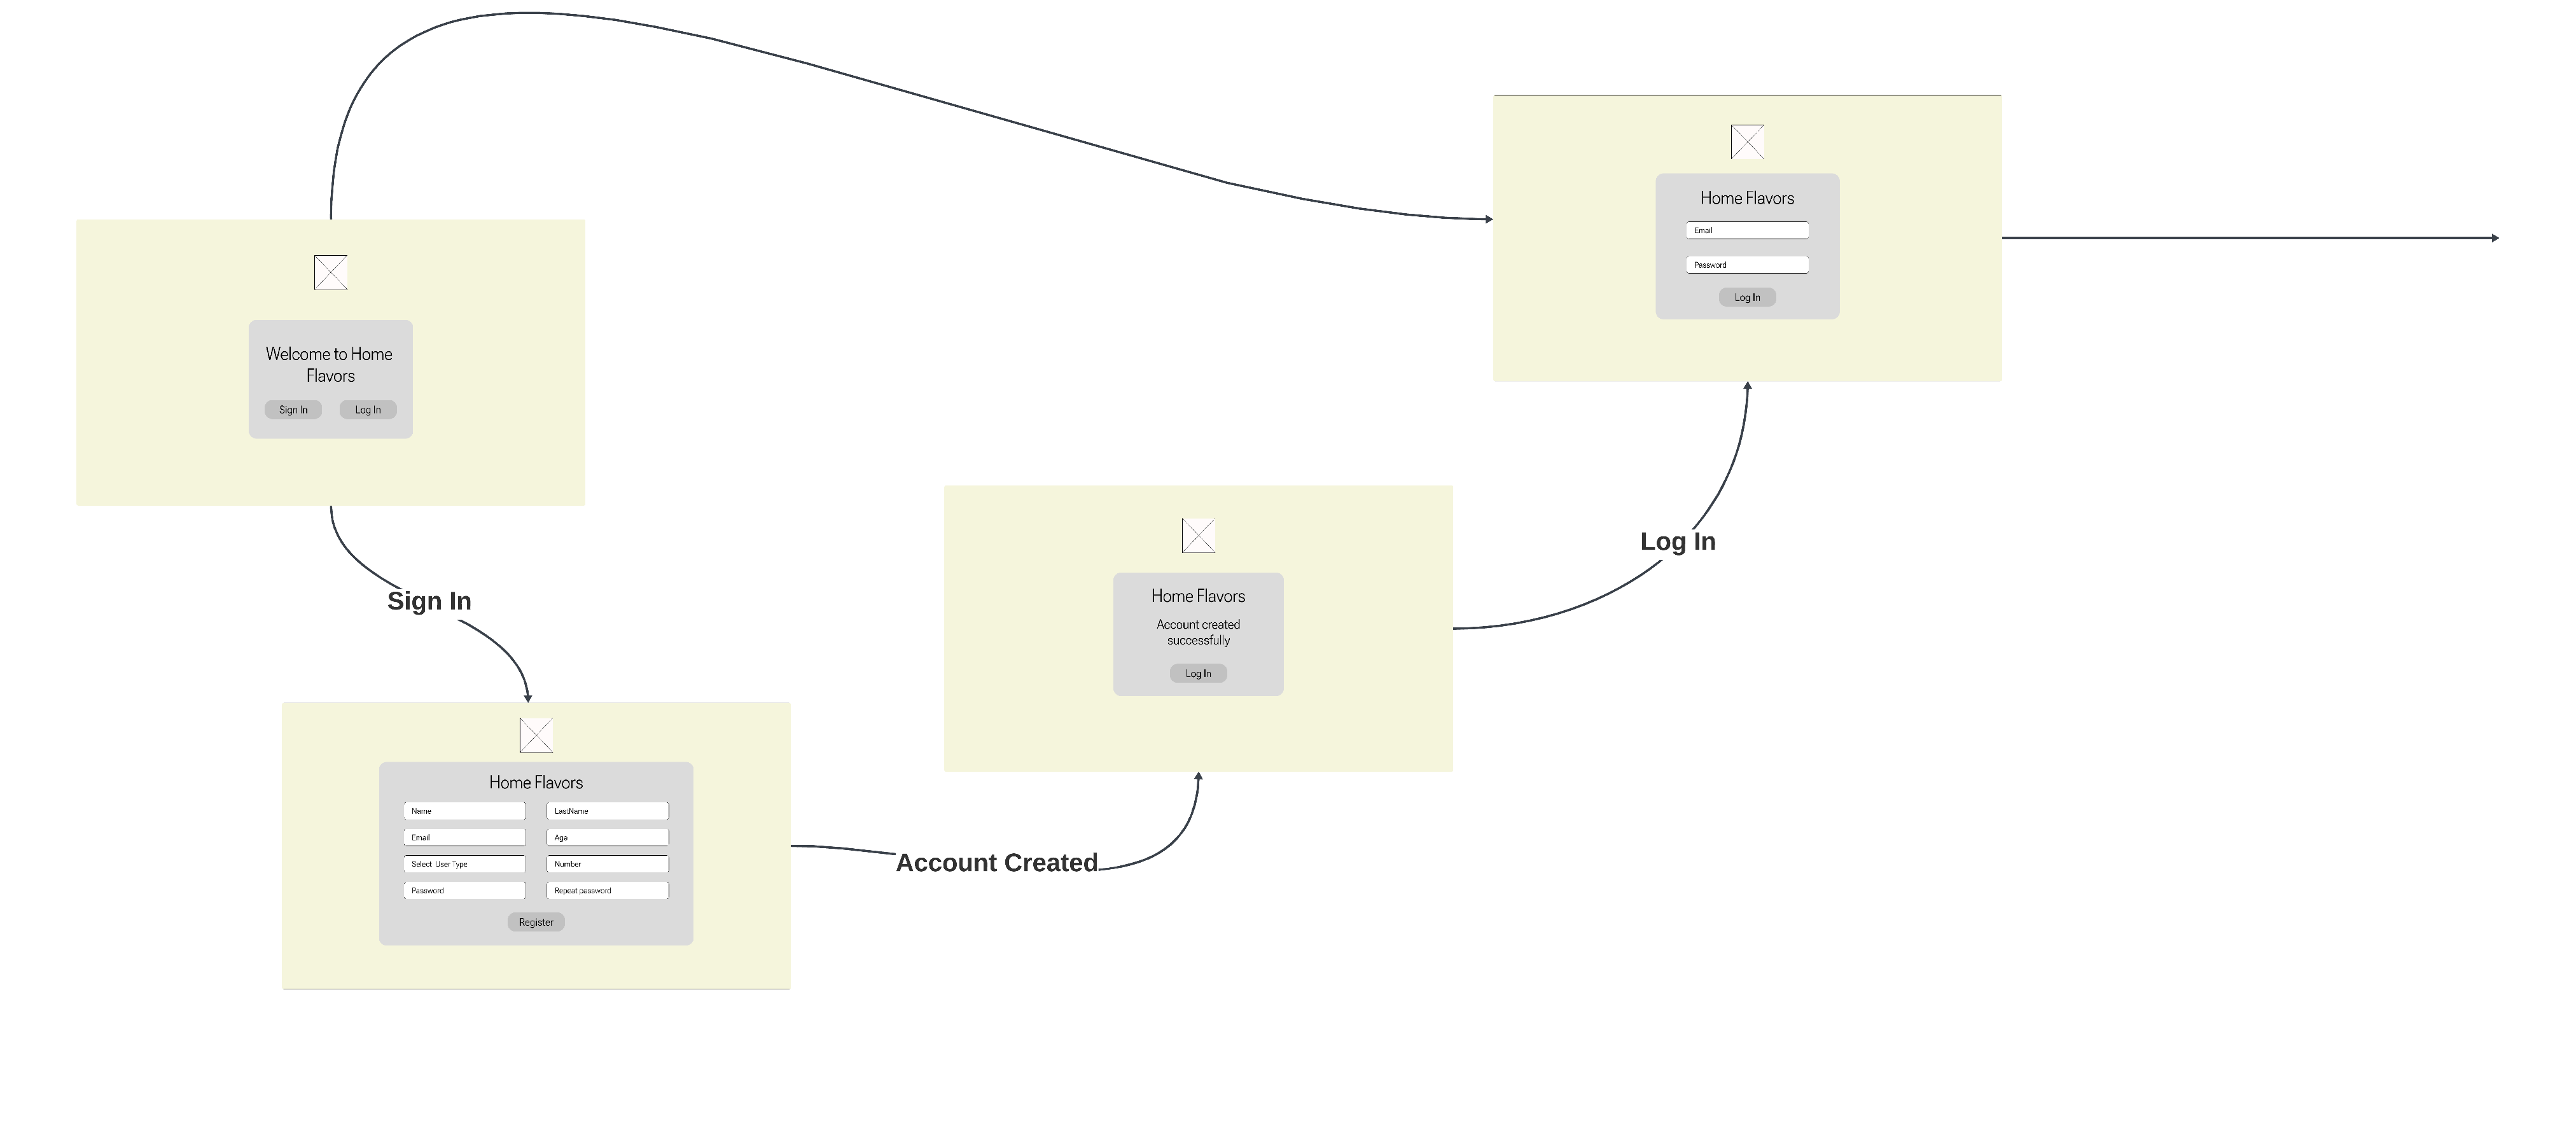 Welcome to Home
Flavors
Sign In
Log In
Sign In
Home Flavors
Name
LastName
Email
Age
Select User Type
Number
Password
Repeat password
Register
Account Created
Home Flavors
Account created
successfully
Log In
Log In
Home Flavors
Email
Password
Log In